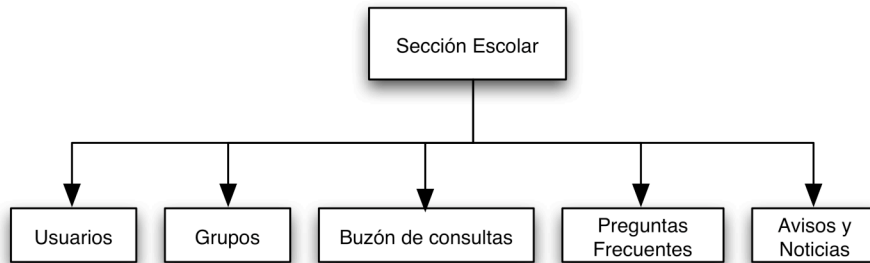 Sección Escolar
Usuarios
Grupos
Buzón de consultas
Preguntas
Frecuentes
Avisos y
Noticias